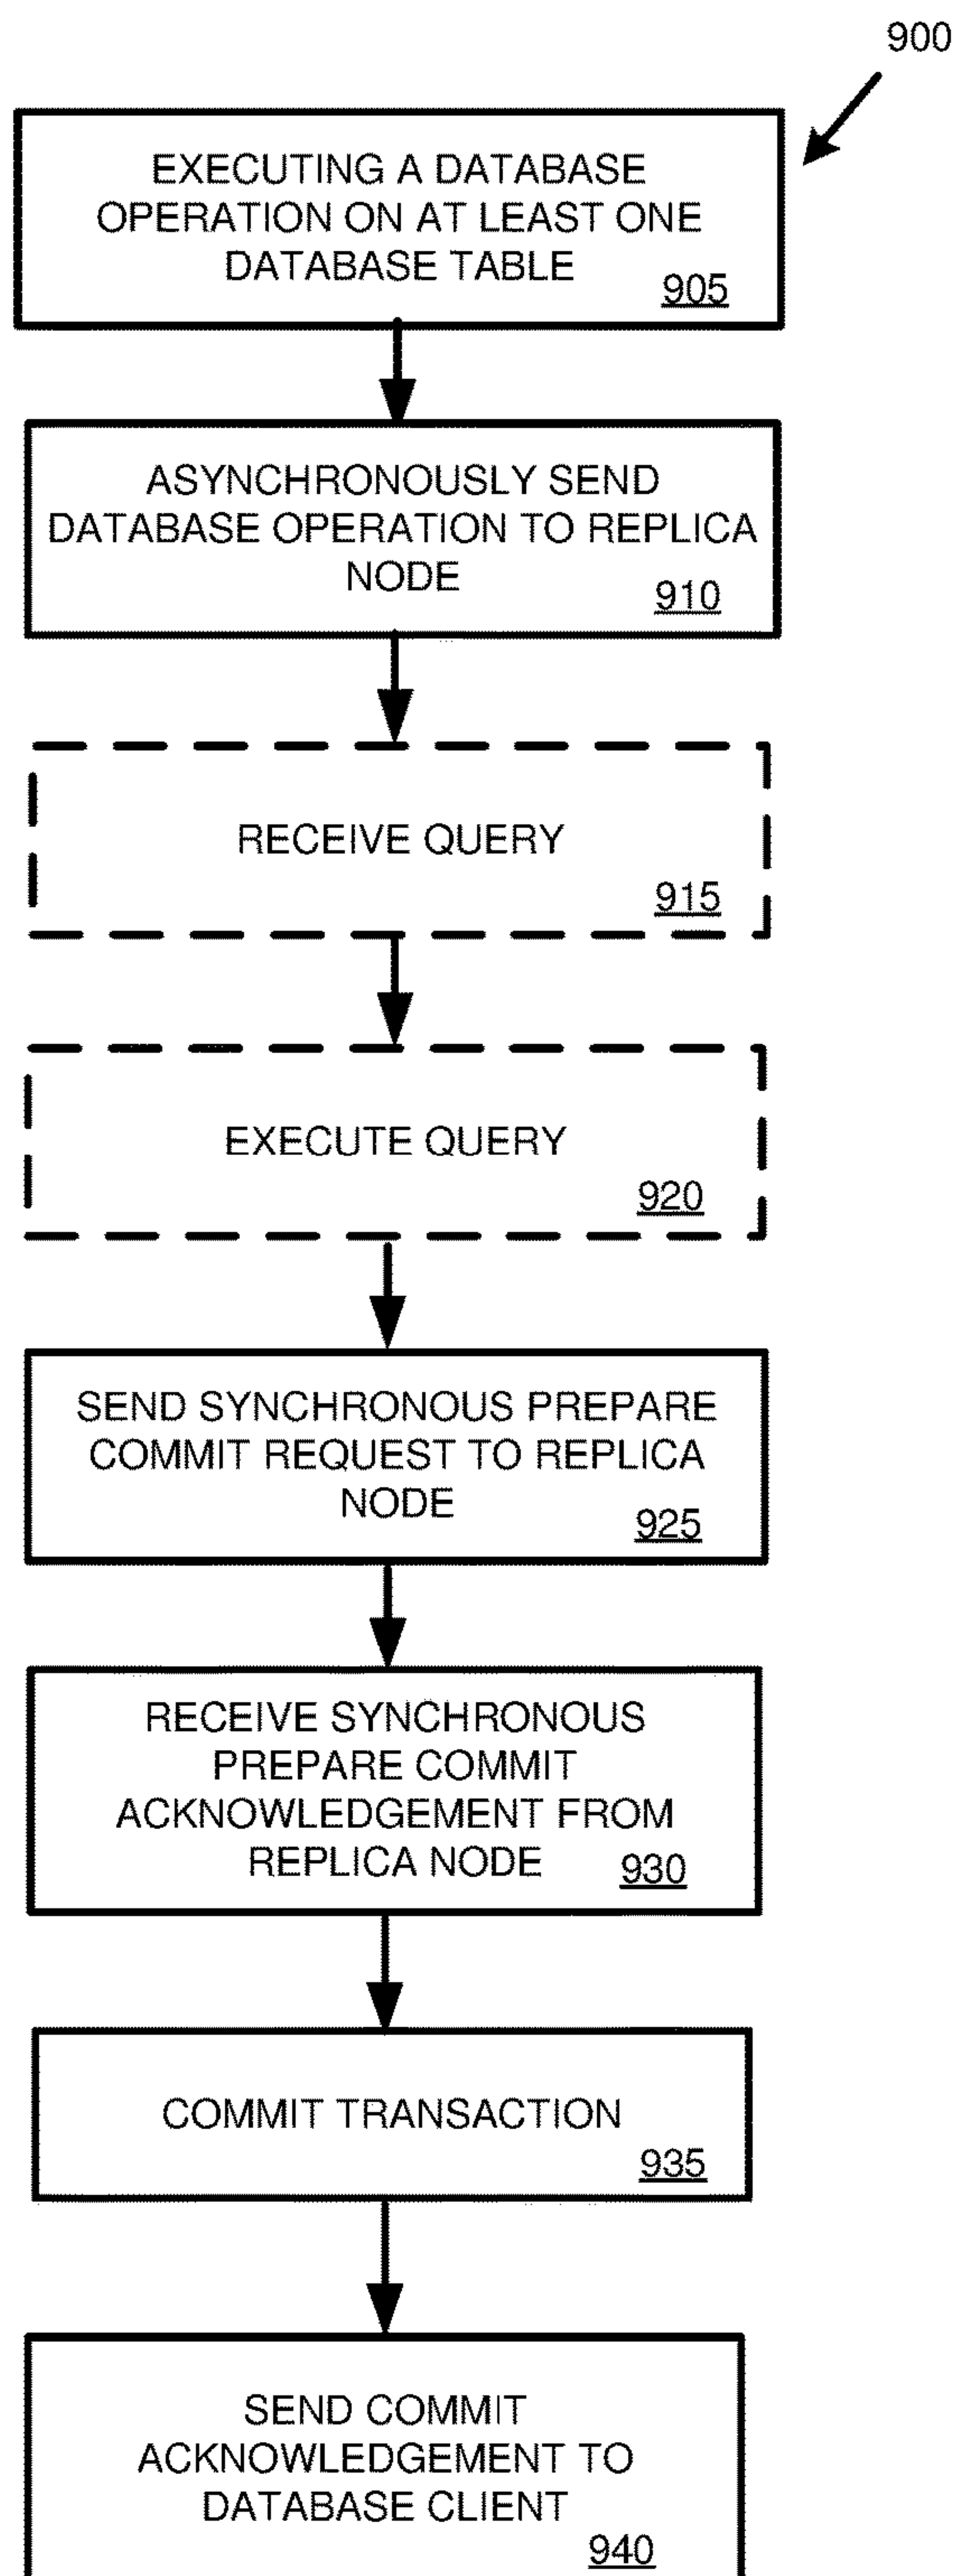 900
EXECUTING A DATABASE
OPERATION ON AT LEAST ONE
DATABASE TABLE
905
ASYNCHRONOUSLY SEND
DATABASE OPERATION TO REPLICA
NODE
910
RECEIVE QUERY
915
EXECUTE QUERY
920
SEND SYNCHRONOUS PREPARE
COMMIT REQUEST TO REPLICA
NODE
925
RECEIVE SYNCHRONOUS
PREPARE COMMIT
ACKNOWLEDGEMENT FROM
REPLICA NODE
930
COMMIT TRANSACTION
935
SEND COMMIT
ACKNOWLEDGEMENT TO
DATABASE CLIENT
940